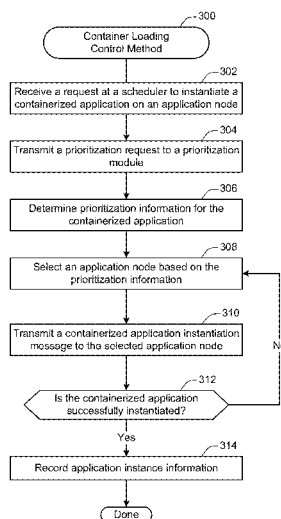 300
Container Loading
Control Method
302
Receive a request at a scheduler to instantiate a
containerized application on an application node
304
Transmit a prioritization request to a prioritization
module
306
Determine prioritization information for the
containerized application
308
Select an application node based on the
prioritization information
310
Transmit a containerized application instantiation
message to the selected application node
312
Is the containerized application
successfully instantiated?
N
Yes
314
Record application instance information
Done